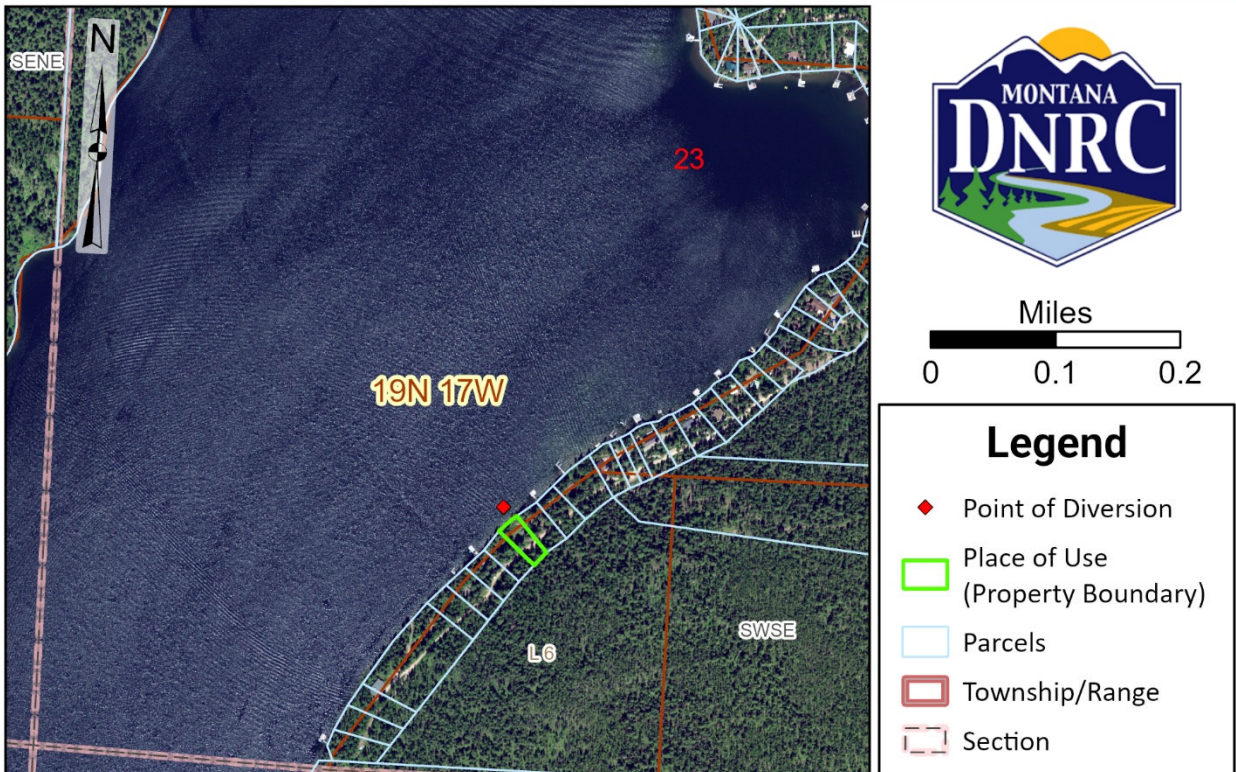 N
SENE
23
19N 17W
SWSE
L 6
MONTANA
DNRC
Miles
0 0.1 0.2
Legend
Point of Diversion
Place of Use
(Property Boundary)
Parcels
Township/Range
Section